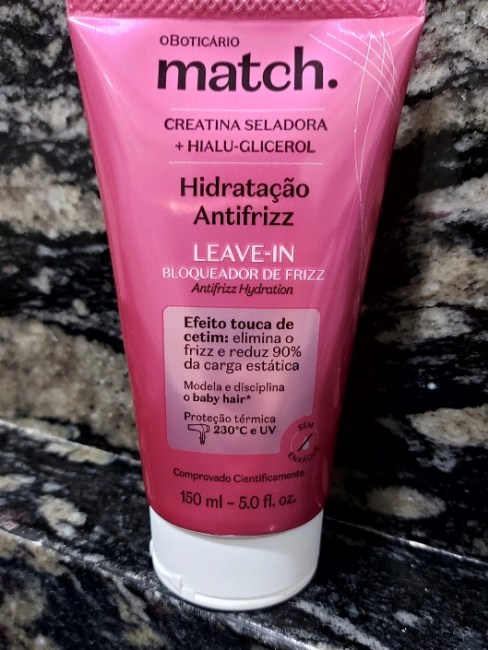 oBOTICÁRIO
match.
CREATINA SELADORA
+ HIALU-GLICEROL
Hidratação
Antifrizz
LEAVE-IN
BLOQUEADOR DE FRIZZ
Antifrizz Hydration
Efeito touca de
cetim: elimina o
frizz e reduz 90%
da carga estática
Modela e disciplina
o baby hair*
Proteção térmica
230°C e UV
SEM
ENXÁGUE
Comprovado Cientificamente
150 ml – 5.0 fl. oz.